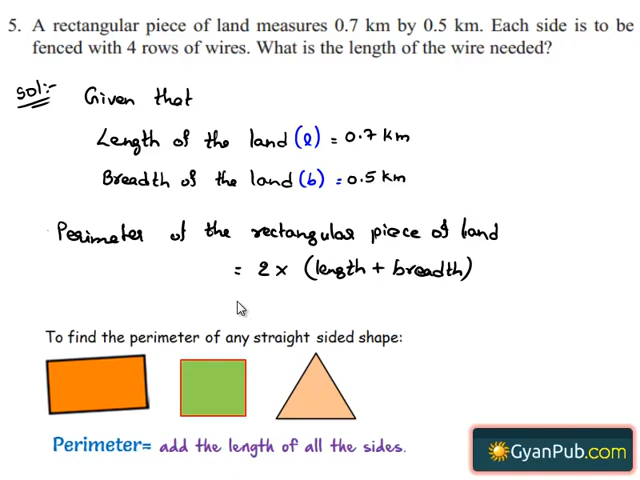 5. A rectangular piece of land measures 0.7 km by 0.5 km. Each side is to be
fenced with 4 rows of wires. What is the length of the wire needed?
Sol:- Given that
Length of the land (l) = 0.7 km
Breadth of the land (b) = 0.5 km
Perimeter of the rectangular piece of land
= 2 × (length + breadth)
To find the perimeter of any straight sided shape:
Perimeter= add the length of all the sides.
GyanPub.com